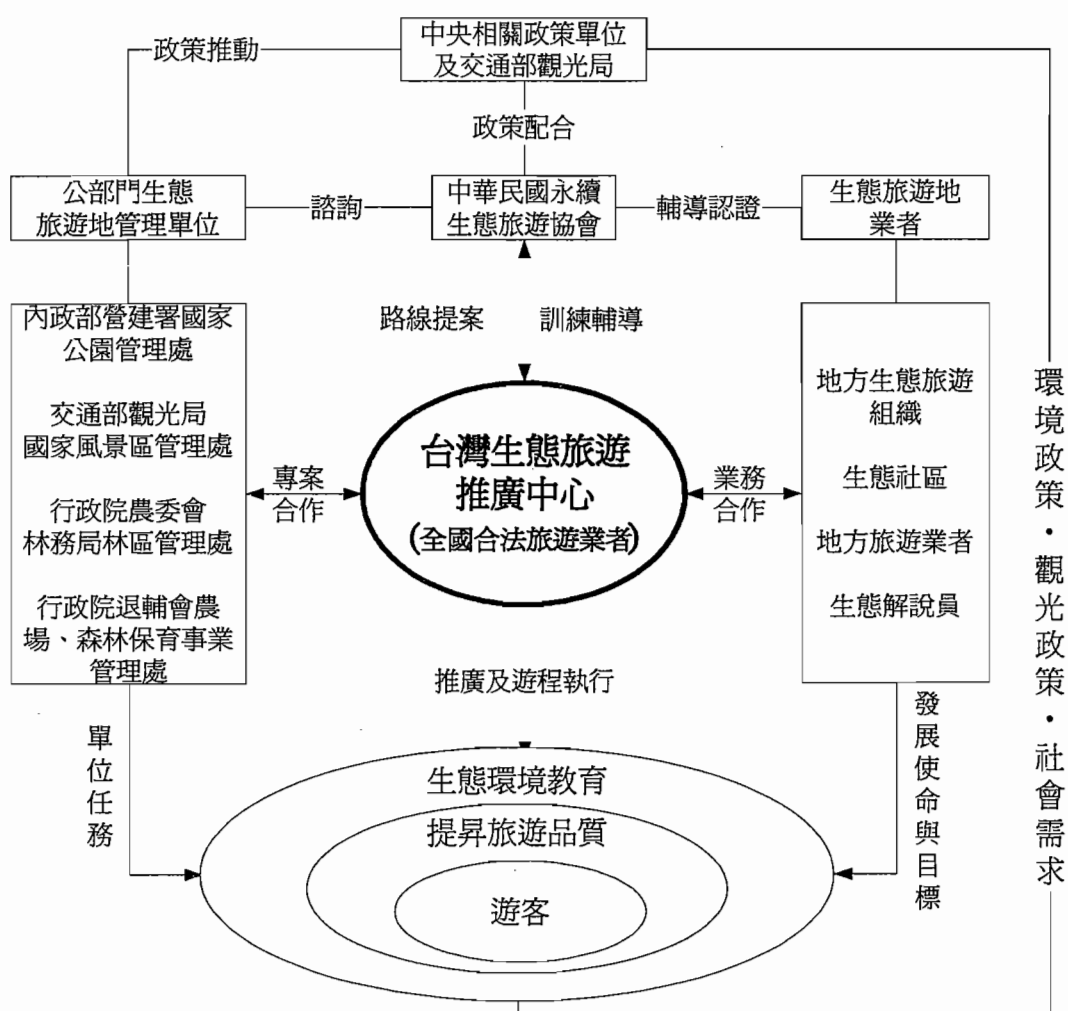 中央相關政策單位
及交通部觀光局
政策推動
政策配合
公部門生態
旅遊地管理單位
諮詢
中華民國永續
生態旅遊協會
輔導認證
生態旅遊地
業者
內政部營建署國家
公園管理處
交通部觀光局
國家風景區管理處
行政院農委會
林務局林區管理處
行政院退輔會農
場、森林保育事業
管理處
路線提案
訓練輔導
專案
合作
台灣生態旅遊
推廣中心
(全國合法旅遊業者)
業務
合作
地方生態旅遊
組織
生態社區
地方旅遊業者
生態解說員
環境政策・觀光政策・社會需求
單位任務
推廣及遊程執行
發展使命與目標
生態環境教育
提昇旅遊品質
遊客